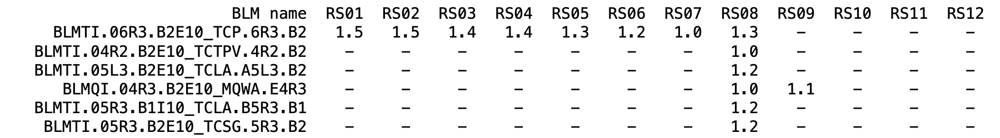 BLM name RS01 RS02 RS03 RS04 RS05 RS06 RS07 RS08 RS09 RS10 RS11 RS12
BLMTI.06R3.B2E10_TCP.6R3.B2 1.5 1.5 1.4 1.4 1.3 1.2 1.0 1.3 - - - -
BLMTI.04R2.B2E10_TCTPV.4R2.B2 - - - - - - - 1.0 - - - -
BLMTI.05L3.B2E10_TCLA.A5L3.B2 - - - - - - - 1.2 - - - -
BLMQI.04R3.B2E10_MQWA.E4R3 - - - - - - - 1.0 1.1 - - -
BLMTI.05R3.B1I10_TCLA.B5R3.B1 - - - - - - - 1.2 - - - -
BLMTI.05R3.B2E10_TCSG.5R3.B2 - - - - - - - 1.2 - - - -